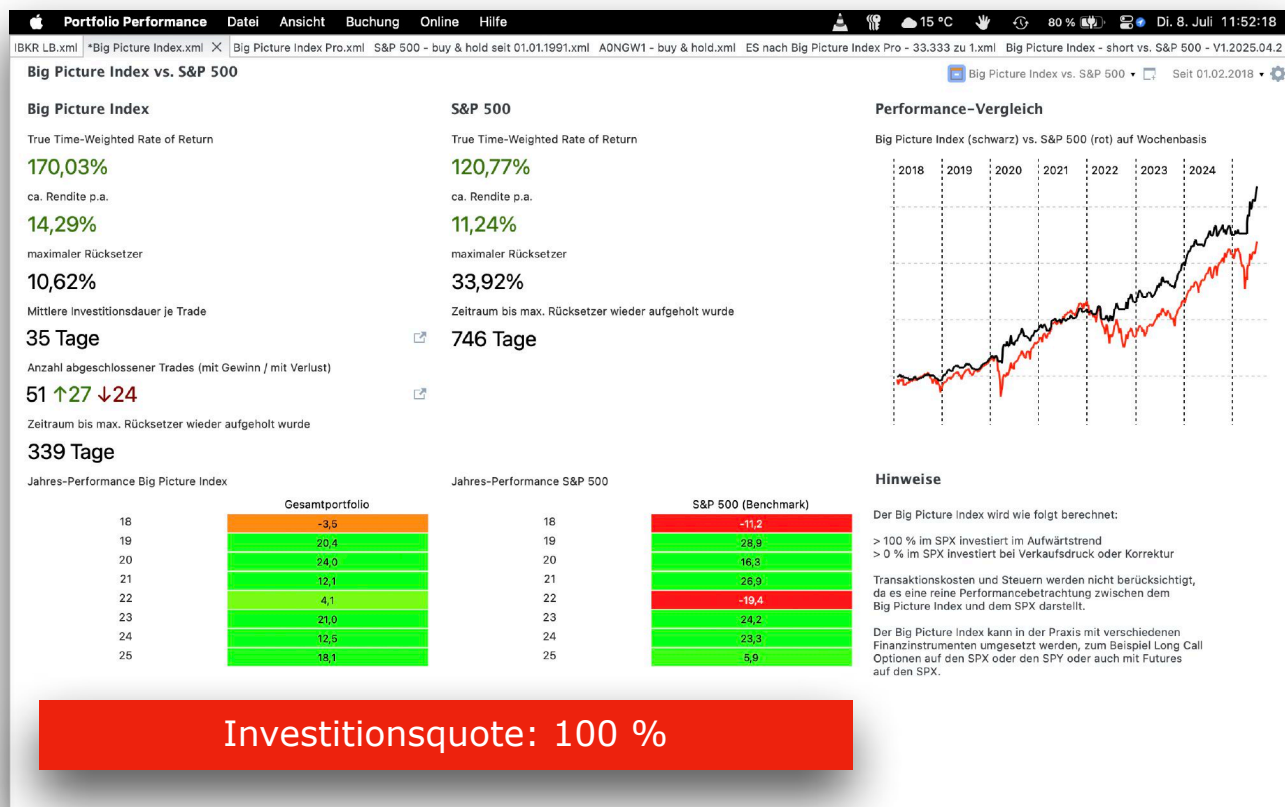 Portfolio Performance Datei Ansicht Buchung Online Hilfe 15 °C 80 % Di. 8. Juli 11:52:18
IBKR LB.xml *Big Picture Index.xml Big Picture Index Pro.xml S&P 500 - buy & hold seit 01.01.1991.xml A0NGW1 - buy & hold.xml ES nach Big Picture Index Pro - 33.333 zu 1.xml Big Picture Index - short vs. S&P 500 - V1.2025.04.2
Big Picture Index vs. S&P 500
Big Picture Index vs. S&P 500 Seit 01.02.2018
Big Picture Index
True Time-Weighted Rate of Return
170,03%
ca. Rendite p.a.
14,29%
maximaler Rücksetzer
10,62%
Mittlere Investitionsdauer je Trade
35 Tage
Anzahl abgeschlossener Trades (mit Gewinn / mit Verlust)
51 ↑27 ↓24
Zeitraum bis max. Rücksetzer wieder aufgeholt wurde
339 Tage
S&P 500
True Time-Weighted Rate of Return
120,77%
ca. Rendite p.a.
11,24%
maximaler Rücksetzer
33,92%
Zeitraum bis max. Rücksetzer wieder aufgeholt wurde
746 Tage
Performance-Vergleich
Big Picture Index (schwarz) vs. S&P 500 (rot) auf Wochenbasis
2018 2019 2020 2021 2022 2023 2024
Jahres-Performance Big Picture Index
Gesamtportfolio
18 -3,5
19 20,4
20 24,0
21 12,1
22 4,1
23 21,0
24 12,5
25 18,1
Jahres-Performance S&P 500
S&P 500 (Benchmark)
18 -11,2
19 28,9
20 16,3
21 26,9
22 -19,4
23 24,2
24 23,3
25 5,9
Hinweise
Der Big Picture Index wird wie folgt berechnet:
> 100 % im SPX investiert im Aufwärtstrend
> 0 % im SPX investiert bei Verkaufsdruck oder Korrektur
Transaktionskosten und Steuern werden nicht berücksichtigt,
da es eine reine Performancebetrachtung zwischen dem
Big Picture Index und dem SPX darstellt.
Der Big Picture Index kann in der Praxis mit verschiedenen
Finanzinstrumenten umgesetzt werden, zum Beispiel Long Call
Optionen auf den SPX oder den SPY oder auch mit Futures
auf den SPX.
Investitionsquote: 100 %